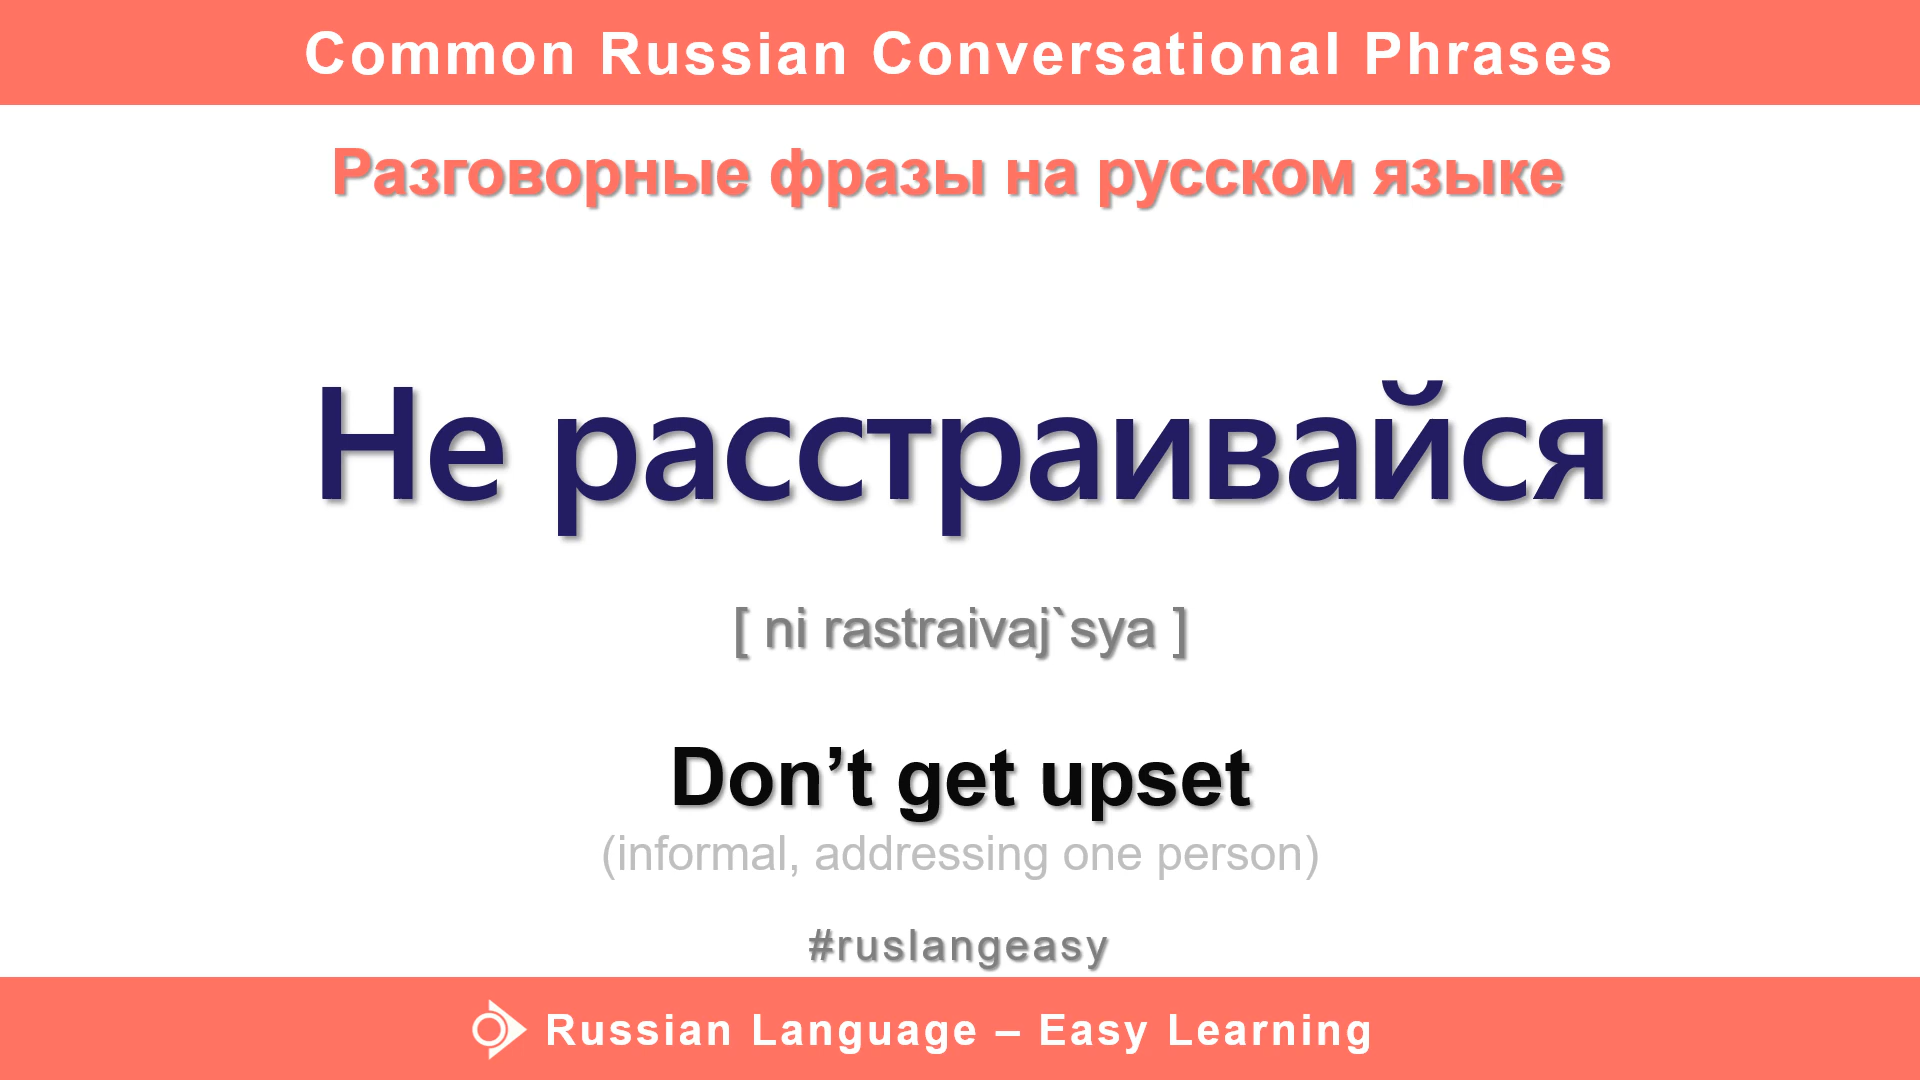 Common Russian Conversational Phrases
Разговорные фразы на русском языке
Не расстраивайся
[ ni rastraivaj`sya ]
Don’t get upset
(informal, addressing one person)
#ruslangeasy
Russian Language – Easy Learning